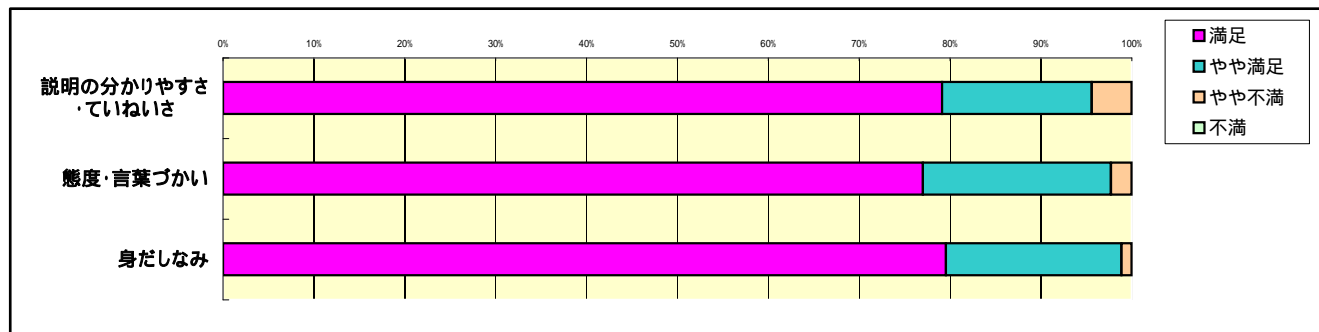 0% 10% 20% 30% 40% 50% 60% 70% 80% 90% 100%
説明の分かりやすさ
・ていねいさ
態度・言葉づかい
身だしなみ
満足
やや満足
やや不満
不満